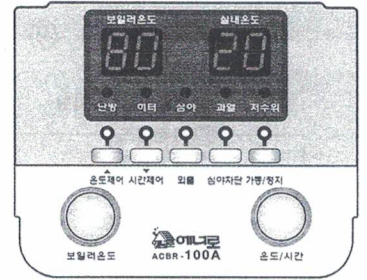 보일러온도 실내온도
80 20
난방 히터 심야 과열 저수위
온도제어 시간제어 외출 심야차단 가동/정지
에너로
보일러온도 ACBR-100A 온도/시간